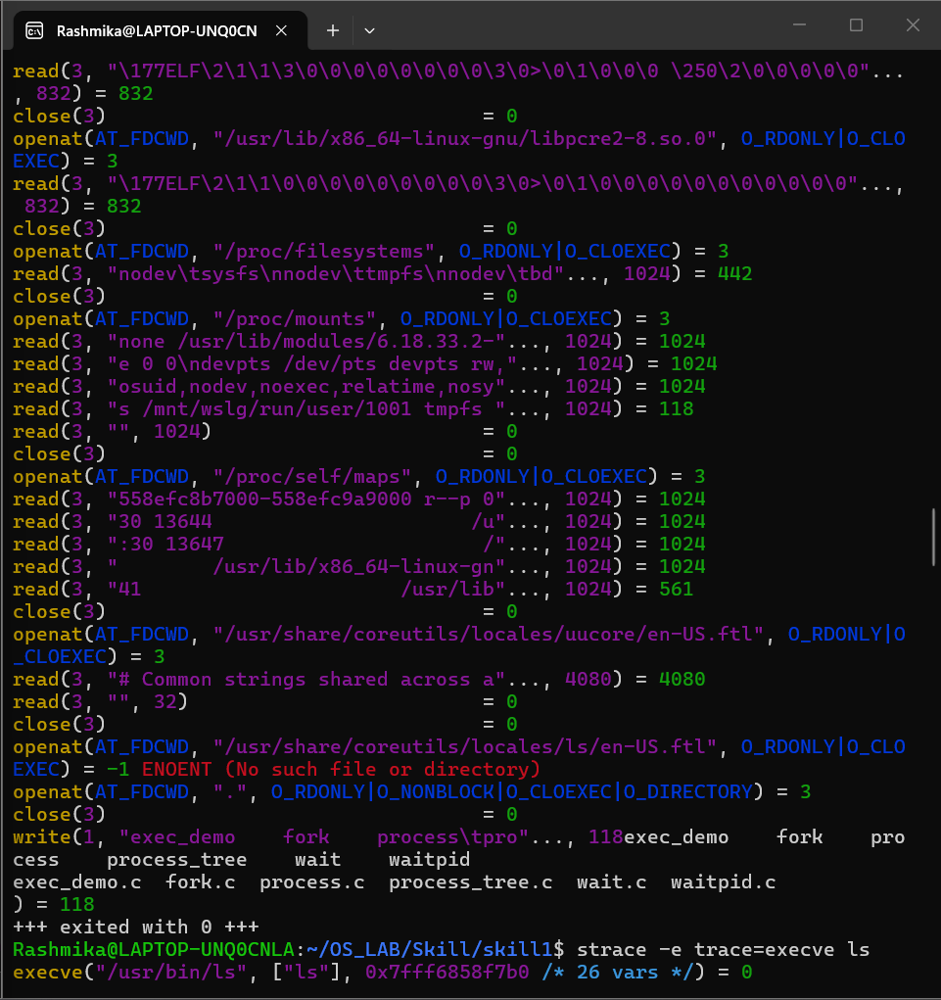 Rashmika@LAPTOP-UNQ0CN
read(3, "\177ELF\2\1\1\3\0\0\0\0\0\0\0\0\3\0>\0\1\0\0\0 \250\2\0\0\0\0\0"...
, 832) = 832
close(3)                                = 0
openat(AT_FDCWD, "/usr/lib/x86_64-linux-gnu/libpcre2-8.so.0", O_RDONLY|O_CLO
EXEC) = 3
read(3, "\177ELF\2\1\1\0\0\0\0\0\0\0\0\0\3\0>\0\1\0\0\0\0\0\0\0\0\0\0\0"...,
 832) = 832
close(3)                                = 0
openat(AT_FDCWD, "/proc/filesystems", O_RDONLY|O_CLOEXEC) = 3
read(3, "nodev\tsysfs\nnodev\ttmpfs\nnodev\tbd"..., 1024) = 442
close(3)                                = 0
openat(AT_FDCWD, "/proc/mounts", O_RDONLY|O_CLOEXEC) = 3
read(3, "none /usr/lib/modules/6.18.33.2-"..., 1024) = 1024
read(3, "e 0 0\ndevpts /dev/pts devpts rw,"..., 1024) = 1024
read(3, "osuid,nodev,noexec,relatime,nosy"..., 1024) = 1024
read(3, "s /mnt/wslg/run/user/1001 tmpfs "..., 1024) = 118
read(3, "", 1024)                       = 0
close(3)                                = 0
openat(AT_FDCWD, "/proc/self/maps", O_RDONLY|O_CLOEXEC) = 3
read(3, "558efc8b7000-558efc9a9000 r--p 0"..., 1024) = 1024
read(3, "30 13644                      /u"..., 1024) = 1024
read(3, ":30 13647                      /"..., 1024) = 1024
read(3, "        /usr/lib/x86_64-linux-gn"..., 1024) = 1024
read(3, "41                      /usr/lib"..., 1024) = 561
close(3)                                = 0
openat(AT_FDCWD, "/usr/share/coreutils/locales/uucore/en-US.ftl", O_RDONLY|O
_CLOEXEC) = 3
read(3, "# Common strings shared across a"..., 4080) = 4080
read(3, "", 32)                         = 0
close(3)                                = 0
openat(AT_FDCWD, "/usr/share/coreutils/locales/ls/en-US.ftl", O_RDONLY|O_CLO
EXEC) = -1 ENOENT (No such file or directory)
openat(AT_FDCWD, ".", O_RDONLY|O_NONBLOCK|O_CLOEXEC|O_DIRECTORY) = 3
close(3)                                = 0
write(1, "exec_demo    fork    process\tpro"..., 118exec_demo    fork    pro
cess    process_tree    wait    waitpid
exec_demo.c  fork.c  process.c  process_tree.c  wait.c  waitpid.c
) = 118
+++ exited with 0 +++
Rashmika@LAPTOP-UNQ0CNLA:~/OS_LAB/Skill/skill1$ strace -e trace=execve ls
execve("/usr/bin/ls", ["ls"], 0x7fff6858f7b0 /* 26 vars */) = 0